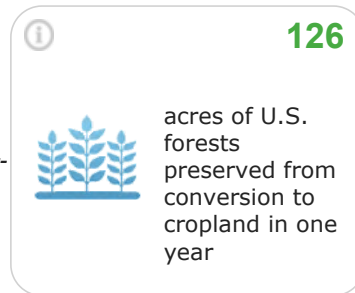 126
acres of U.S.
forests
preserved from
conversion to
cropland in one
year